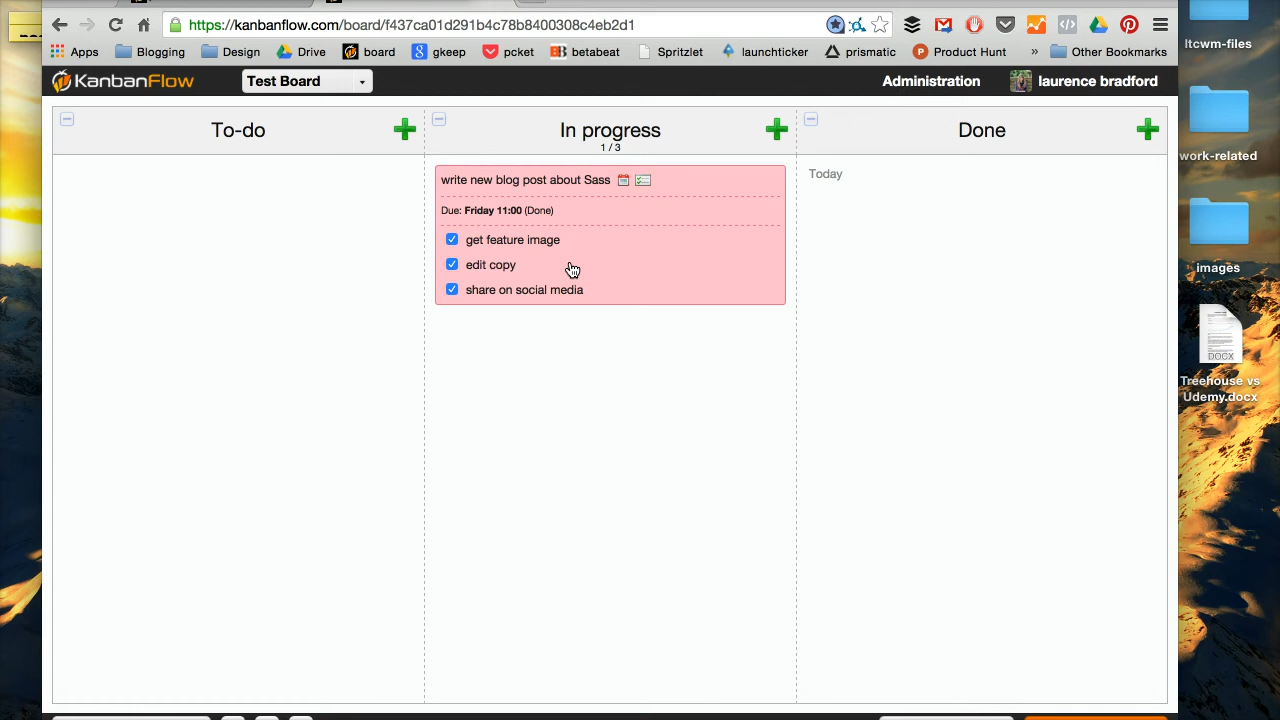 https://kanbanflow.com/board/f437ca01d291b4c78b8400308c4eb2d1
Apps Blogging Design Drive board gkeep pcket betabeat Spritzlet launchticker prismatic Product Hunt » Other Bookmarks
KanbanFlow Test Board Administration laurence bradford
To-do In progress Done
1 / 3
write new blog post about Sass
Today
Due: Friday 11:00 (Done)
get feature image
edit copy
share on social media
ltcwm-files
work-related
images
DOCX
Treehouse vs
Udemy.docx